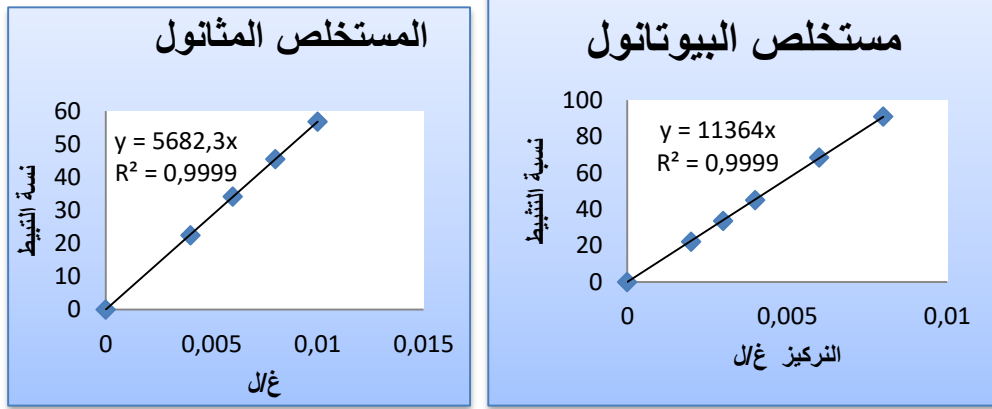 المستخلص المثانول
60
50
40
30
20
10
0
y = 5682,3x
R² = 0,9999
نسة التبيط
0 0,005 0,01 0,015
غ/ل
مستخلص البيوتانول
100
80
60
40
20
0
y = 11364x
R² = 0,9999
نسبة التثبيط
0 0,005 0,01
التركيز غ/ل